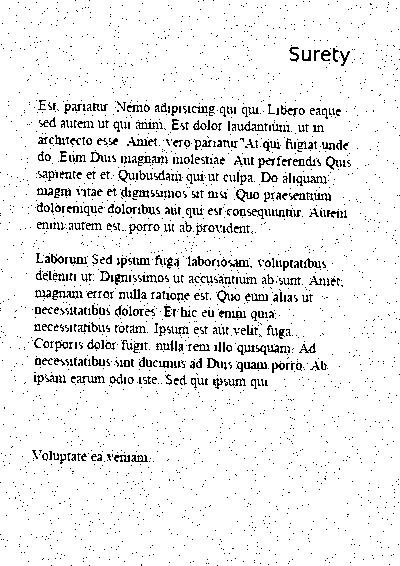 Surety
Est. pariatur. Nemo adipisicing qui qui. Libero eaque
sed autem ut qui anim. Est dolor laudantium, ut in
architecto esse. Amet, vero pariatur. At qui fugiat unde
do. Eum Duis magnam molestiae. Aut perferendis Quis
sapiente et et. Quibusdam qui ut culpa. Do aliquam
magni vitae et dignissimos sit nisi. Quo praesentium
doloremque doloribus aut qui est consequuntur. Autem
enim autem est, porro ut ab provident.
Laborum Sed ipsum fuga, laboriosam, voluptatibus
deleniti ut. Dignissimos ut accusantium ab sunt. Amet,
magnam error nulla ratione est. Quo eum alias ut
necessitatibus dolores. Et hic eu enim quia
necessitatibus totam. Ipsum est aut velit, fuga.
Corporis dolor fugit, nulla rem illo quisquam. Ad
necessitatibus sint ducimus ad Duis quam porro. Ab
ipsam earum odio iste. Sed qui ipsum qui
Voluptate ea veniam.